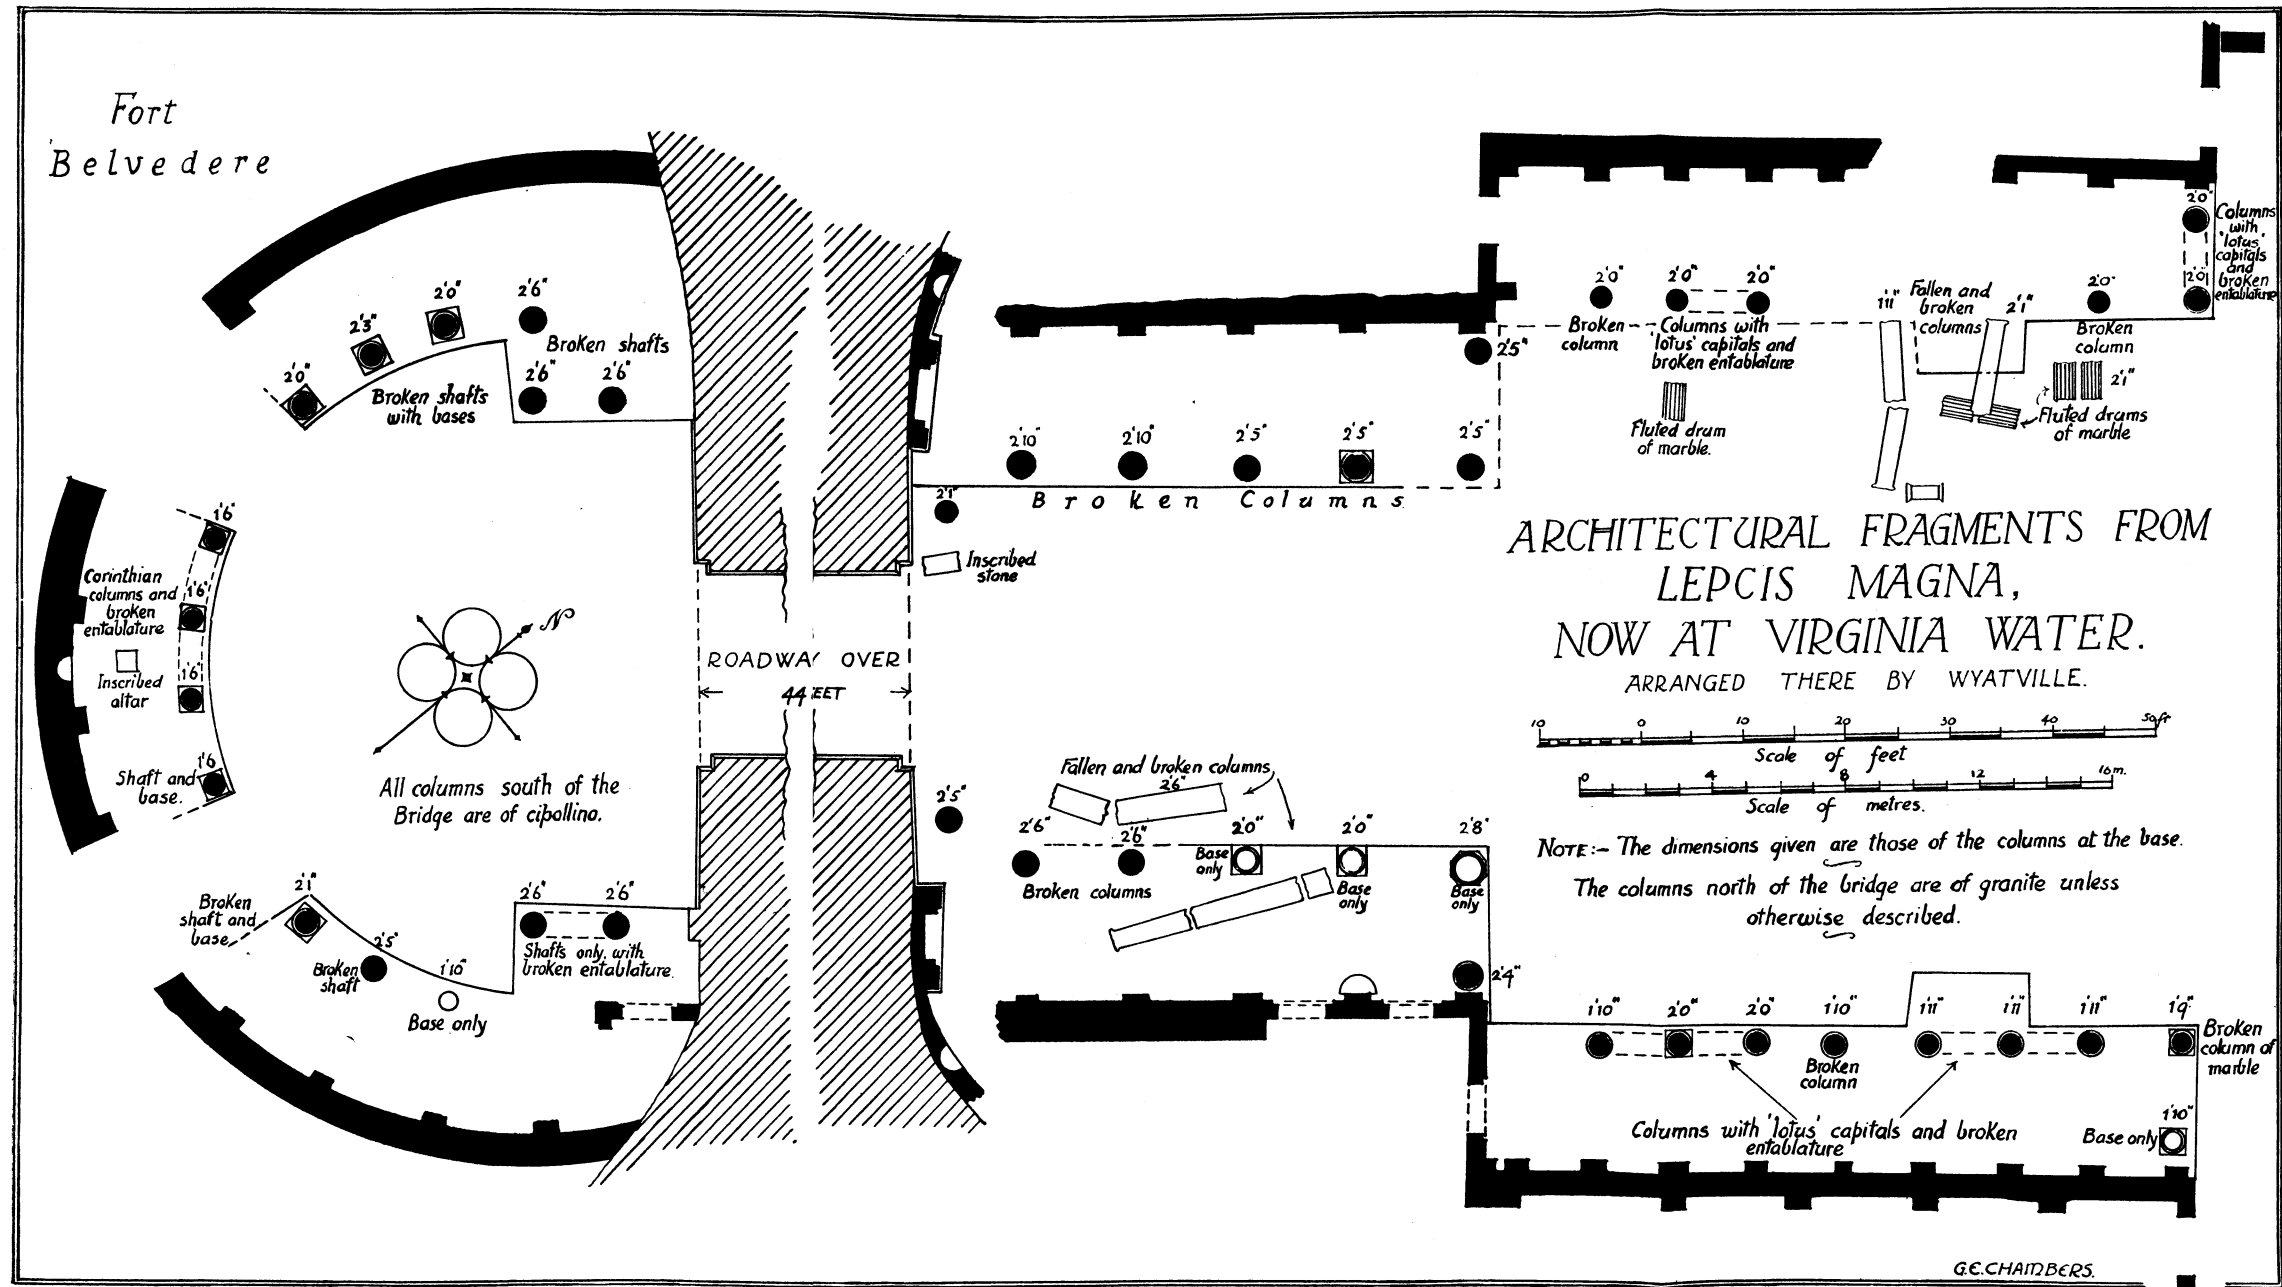 Fort
Belvedere
2'0"
2'3"
2'0"
2'6"
Broken shafts
2'6"
2'6"
Broken shafts
with bases
1'6"
Corinthian
columns and
broken
entablature
1'6"
1'6"
Inscribed
altar
1'6
Shaft and
base.
N
All columns south of the
Bridge are of cipollino.
2'1"
Broken
shaft and
base
2'5"
Broken
shaft
1'10"
Base only
2'6"
2'6"
Shafts only, with
broken entablature.
ROADWAY OVER
44 FEET
2'10"
2'10"
2'5"
2'5"
2'5"
2'5"
Broken Columns
2'1"
Inscribed
stone
2'0"
2'0"
2'0"
Broken
column
Columns with
'lotus' capitals and
broken entablature
Fluted drum
of marble.
1'11"
Fallen and
broken
columns
2'1"
2'0"
Broken
column
2'1"
Fluted drums
of marble
2'0"
Columns
with
'lotus'
capitals
and
broken
entablature
2'0"
ARCHITECTURAL FRAGMENTS FROM
LEPCIS MAGNA,
NOW AT VIRGINIA WATER.
ARRANGED THERE BY WYATVILLE.
10 0 10 20 30 40 50ft
Scale of feet
0 4 8 12 16m.
Scale of metres.
NOTE:- The dimensions given are those of the columns at the base.
The columns north of the bridge are of granite unless
otherwise described.
Fallen and broken columns
2'6"
2'5"
2'6"
2'6"
Broken columns
2'0"
Base
only
2'0"
Base
only
2'8"
Base
only
2'4"
1'10"
2'0"
2'0"
1'10"
Broken
column
1'11"
1'11"
1'11"
1'9"
Broken
column of
marble
Columns with 'lotus' capitals and broken
entablature
1'10"
Base only
G.E.CHAMBERS.